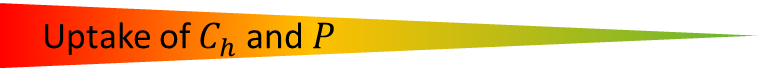 Uptake of $C_h$ and $P$